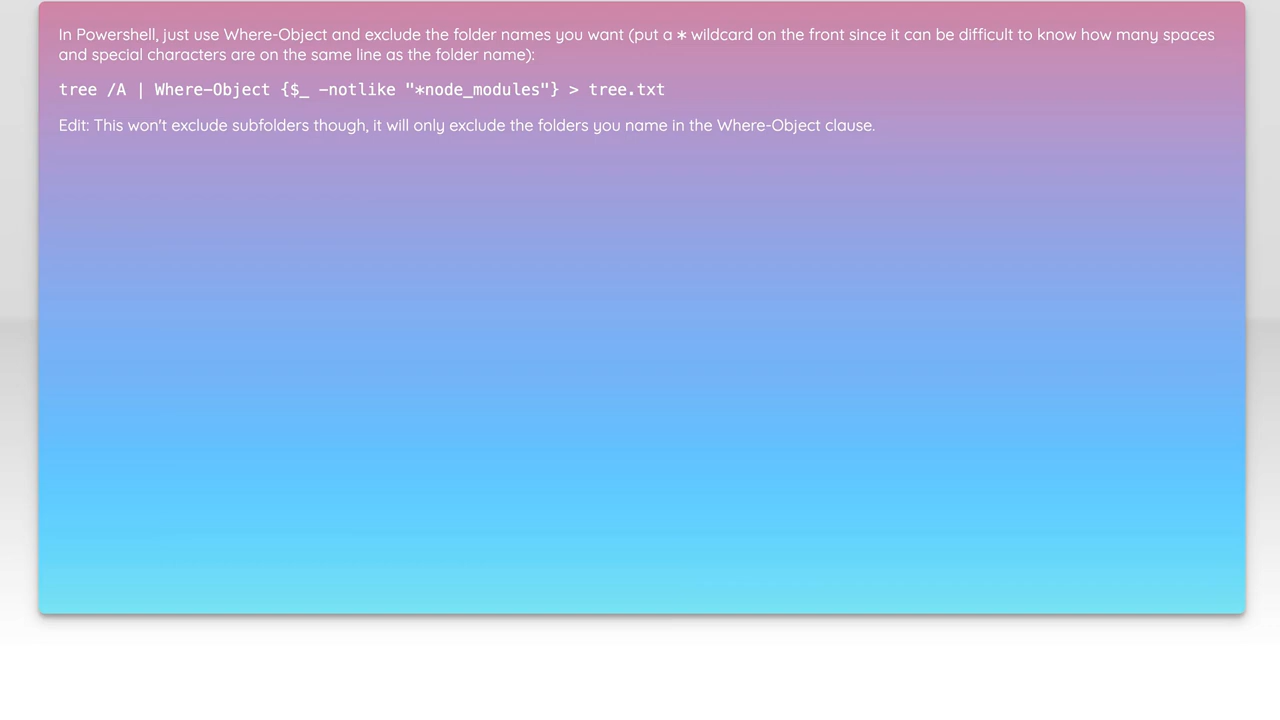 In Powershell, just use Where-Object and exclude the folder names you want (put a * wildcard on the front since it can be difficult to know how many spaces
and special characters are on the same line as the folder name):
tree /A | Where-Object {$_ -notlike "*node_modules"} > tree.txt
Edit: This won't exclude subfolders though, it will only exclude the folders you name in the Where-Object clause.